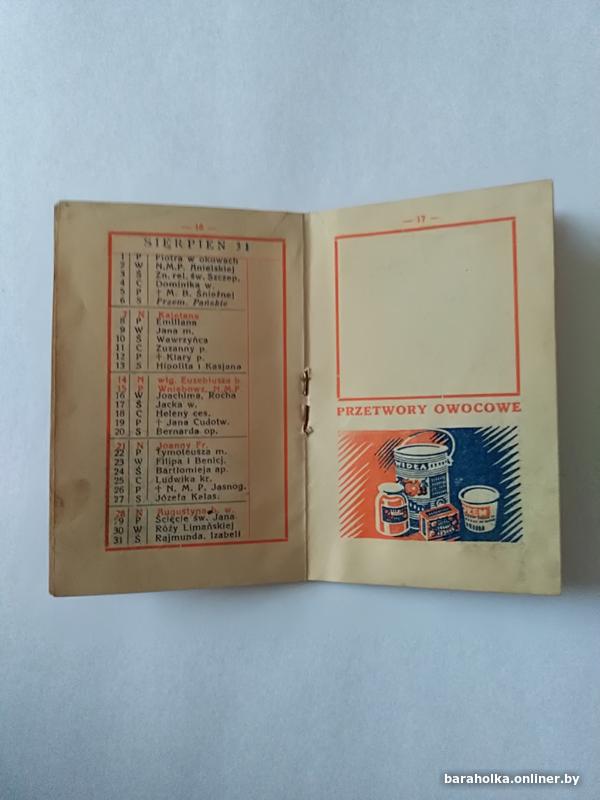 — 16 —
SIERPIEŃ 31
1 P Piotra w okowach
2 W N.M.P. Anielskiej
3 Ś Zn. rel. św. Szczep.
4 C Dominika w.
5 P † M. B. Śnieżnej
6 S Przem. Pańskie
7 N Kajetana
8 P Emiliana
9 W Jana m.
10 Ś Wawrzyńca
11 C Zuzanny p.
12 P † Klary p.
13 S Hipolita i Kasjana
14 N wig. Euzebiusza b.
15 P Wniebowz. N.M.P
16 W Joachima, Rocha
17 Ś Jacka w.
18 C Heleny ces.
19 P † Jana Cudotw.
20 S Bernarda op.
21 N Joanny Fr.
22 P Tymoteusza m.
23 W Filipa i Benicj.
24 Ś Bartłomieja ap.
25 C Ludwika kr.
26 P † N. M. P. Jasnog.
27 S Józefa Kalas.
28 N Augustyna b. w.
29 P Ścięcie św. Jana
30 W Róży Limańskiej
31 Ś Rajmunda, Izabeli
— 17 —
PRZETWORY OWOCOWE
baraholka.onliner.by